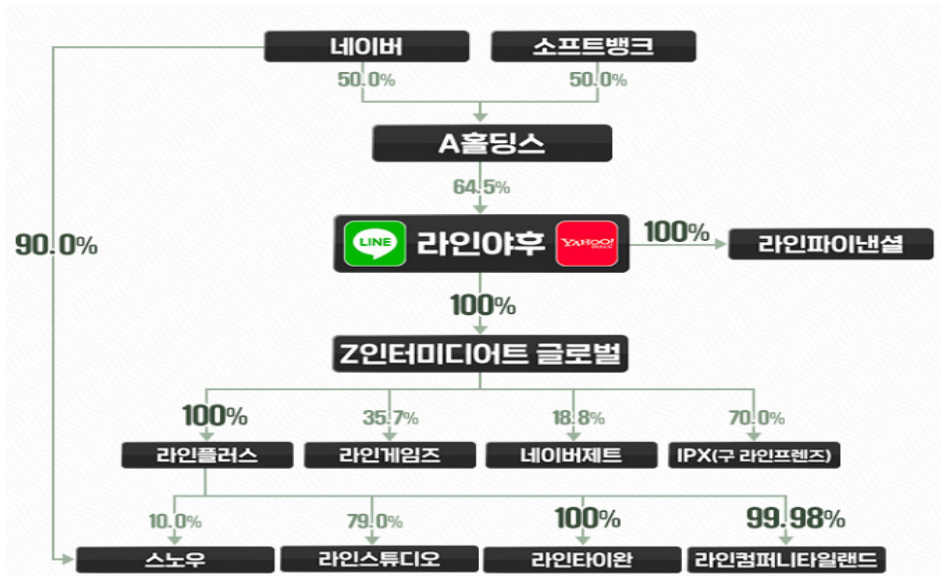 네이버
소프트뱅크
50.0%
50.0%
A홀딩스
64.5%
90.0%
LINE
라인야후
YAHOO!
JAPAN
100%
라인파이낸셜
100%
Z인터미디어트 글로벌
100%
35.7%
18.8%
70.0%
라인플러스
라인게임즈
네이버제트
IPX(구 라인프렌즈)
10.0%
79.0%
100%
99.98%
스노우
라인스튜디오
라인타이완
라인컴퍼니타일랜드